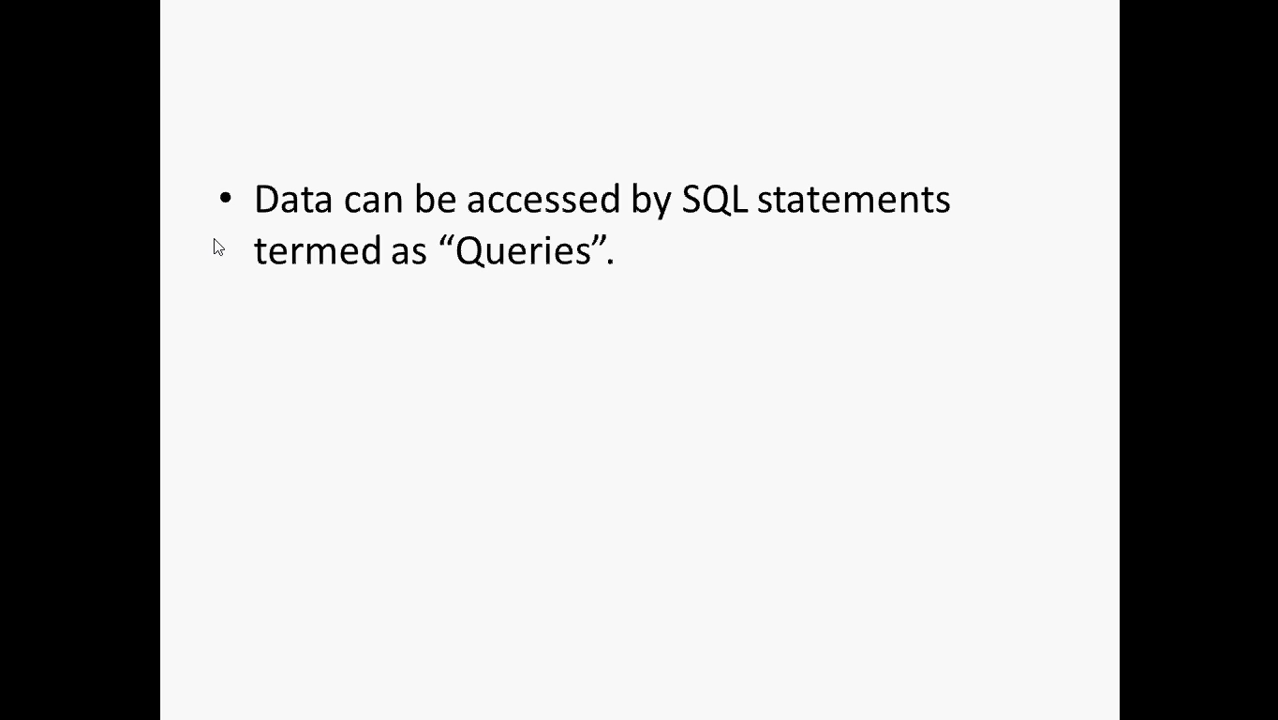 • Data can be accessed by SQL statements
termed as “Queries”.